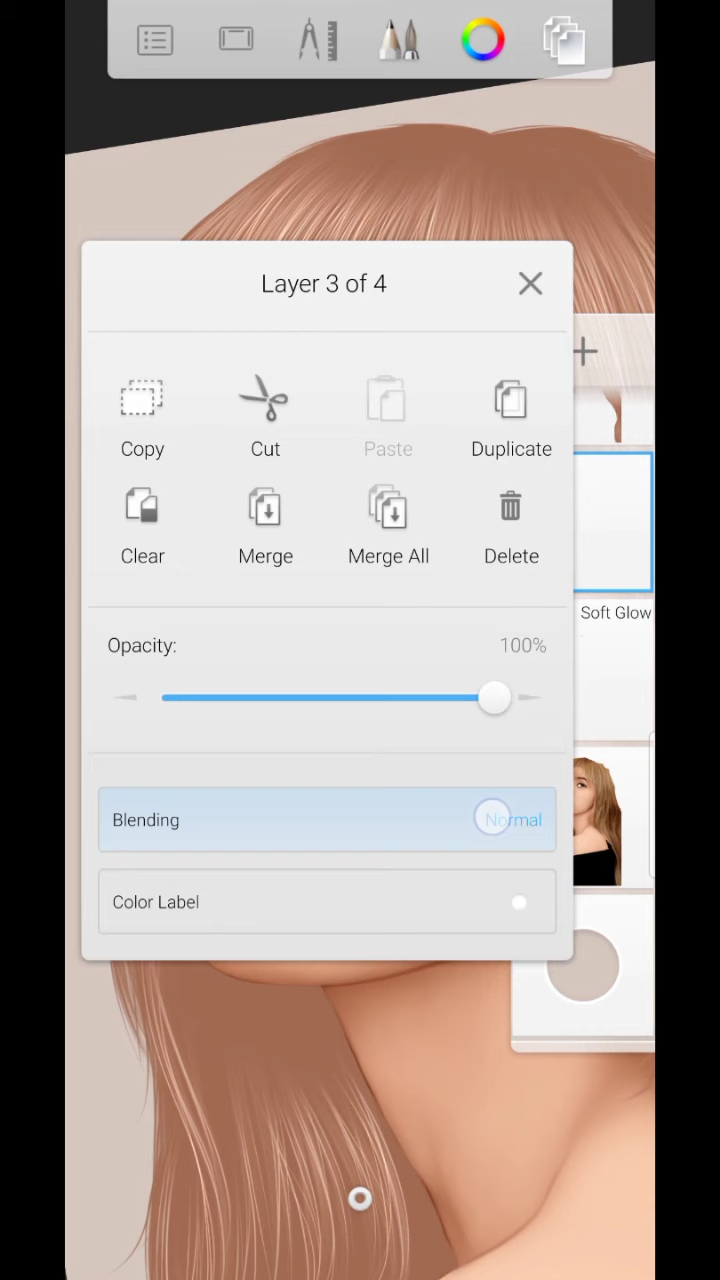 Layer 3 of 4
Copy
Cut
Paste
Duplicate
Clear
Merge
Merge All
Delete
Soft Glow
Opacity:
100%
Blending
Normal
Color Label